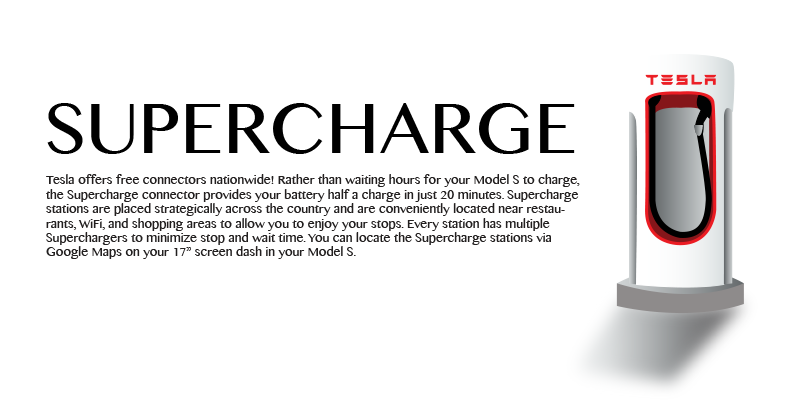 TESLA
SUPERCHARGE
Tesla offers free connectors nationwide! Rather than waiting hours for your Model S to charge,
the Supercharge connector provides your battery half a charge in just 20 minutes. Supercharge
stations are placed strategically across the country and are conveniently located near restau-
rants, WiFi, and shopping areas to allow you to enjoy your stops. Every station has multiple
Superchargers to minimize stop and wait time. You can locate the Supercharge stations via
Google Maps on your 17” screen dash in your Model S.